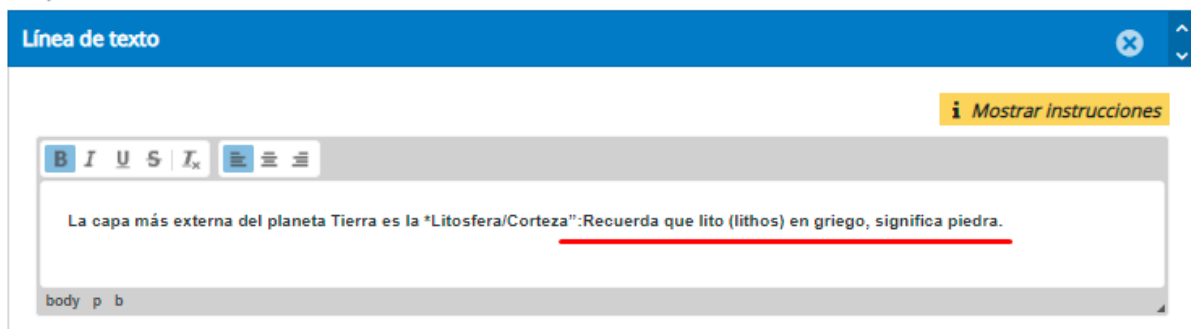 Línea de texto
i Mostrar instrucciones
B I U S Tx
La capa más externa del planeta Tierra es la *Litosfera/Corteza”:Recuerda que lito (lithos) en griego, significa piedra.
body p b